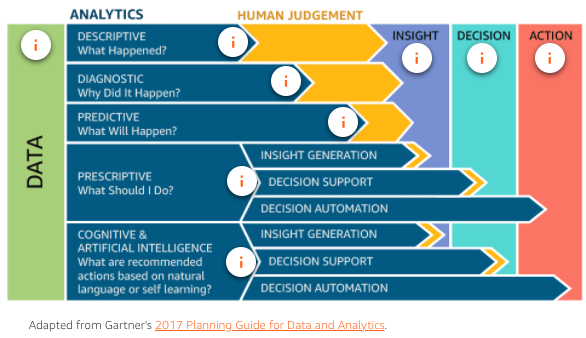 ANALYTICS
HUMAN JUDGEMENT
DATA
INSIGHT
DECISION
ACTION
DESCRIPTIVE
What Happened?
DIAGNOSTIC
Why Did It Happen?
PREDICTIVE
What Will Happen?
PRESCRIPTIVE
What Should I Do?
INSIGHT GENERATION
DECISION SUPPORT
DECISION AUTOMATION
COGNITIVE &
ARTIFICIAL INTELLIGENCE
What are recommended
actions based on natural
language or self learning?
INSIGHT GENERATION
DECISION SUPPORT
DECISION AUTOMATION
i
i
i
i
i
i
i
i
i
Adapted from Gartner's 2017 Planning Guide for Data and Analytics.